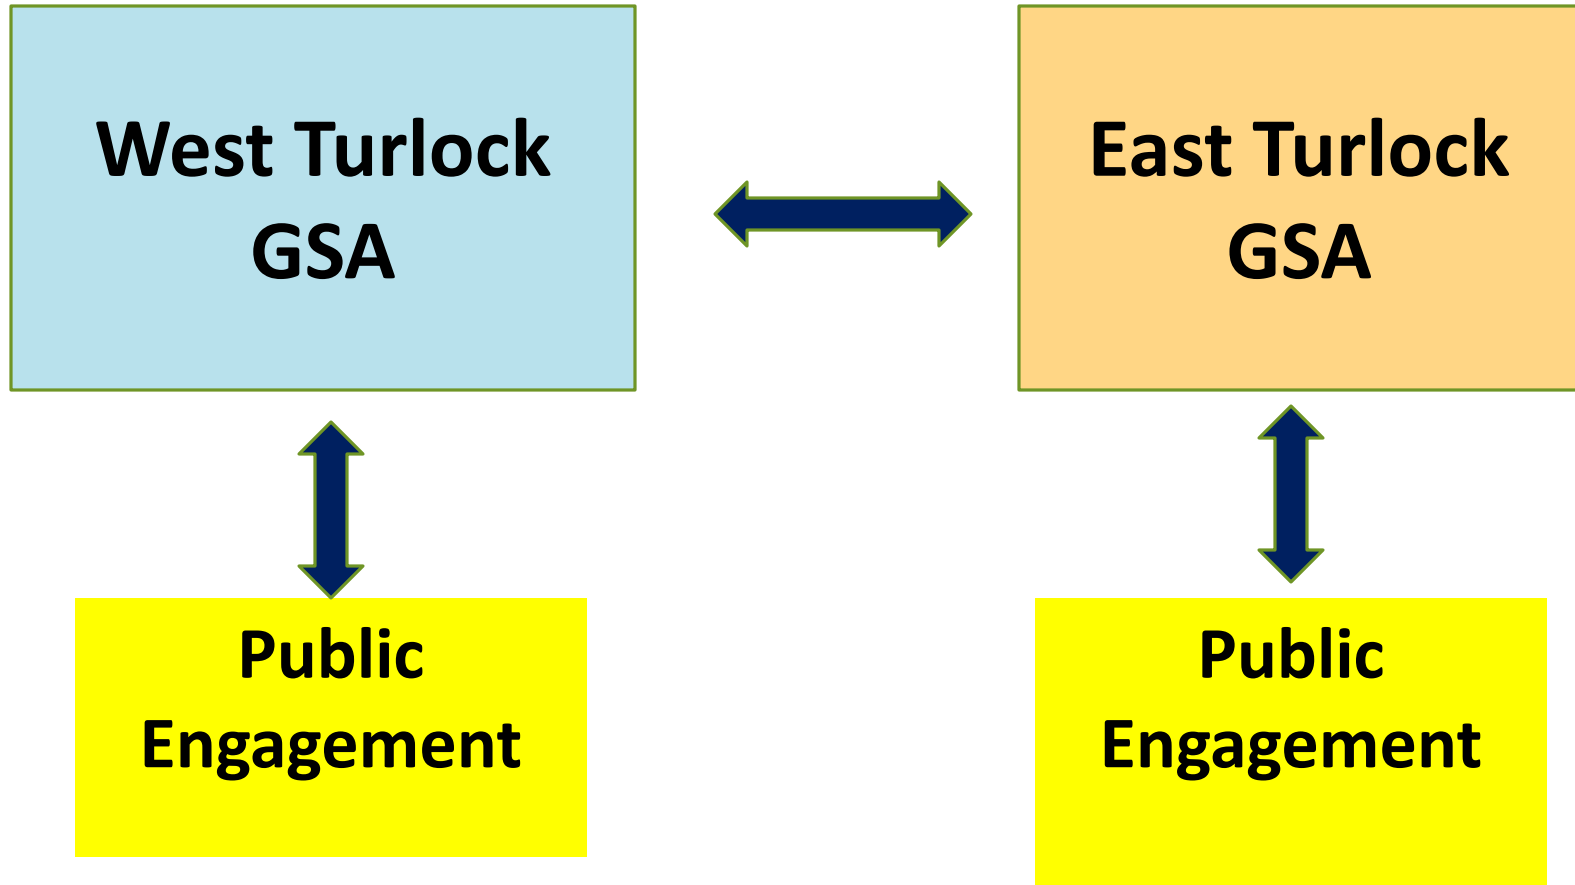 West Turlock
GSA
East Turlock
GSA
Public
Engagement
Public
Engagement